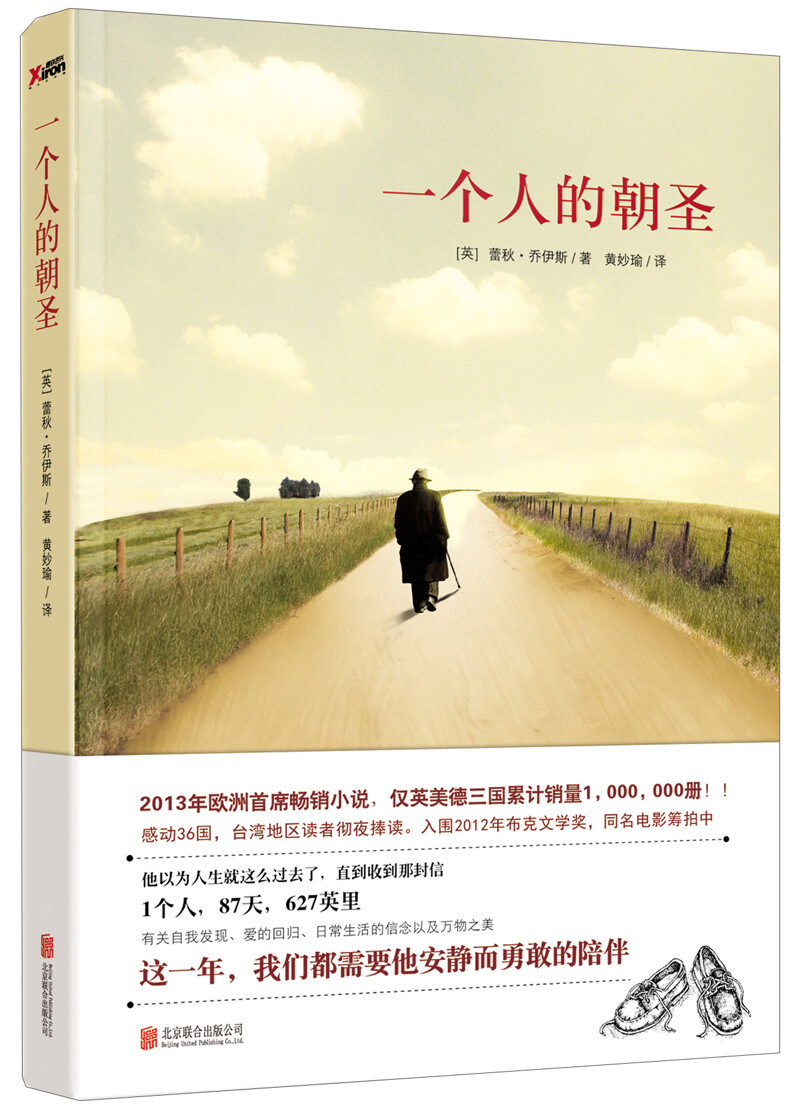 Xiron
一个人的朝圣
[英] 蕾秋·乔伊斯/著 黄妙瑜/译
北京联合出版公司
Beijing United Publishing Co.,Ltd.
一个人的朝圣
[英] 蕾秋·乔伊斯/著 黄妙瑜/译
2013年欧洲首席畅销小说，仅英美德三国累计销量1,000,000册！！
感动36国，台湾地区读者彻夜捧读。入围2012年布克文学奖，同名电影筹拍中
他以为人生就这么过去了，直到收到那封信
1个人，87天，627英里
有关自我发现、爱的回归、日常生活的信念以及万物之美
这一年，我们都需要他安静而勇敢的陪伴
北京联合出版公司
Beijing United Publishing Co.,Ltd.